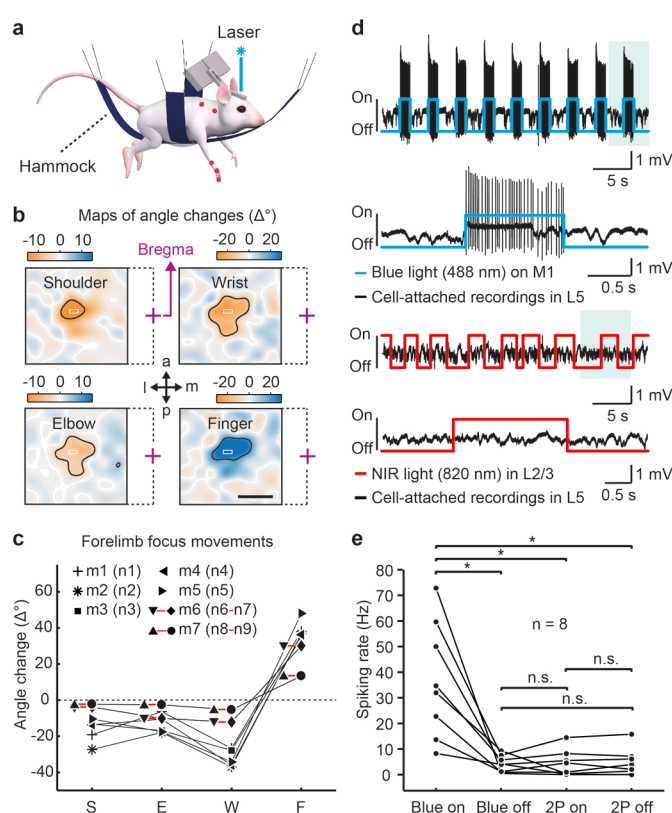 a
Laser
Hammock
b
Maps of angle changes (Δ°)
-10 0 10
Bregma
-20 0 20
Shoulder
Wrist
a
l m
p
-10 0 10
-20 0 20
Elbow
Finger
c
Forelimb focus movements
m1 (n1)
m2 (n2)
m3 (n3)
m4 (n4)
m5 (n5)
m6 (n6-n7)
m7 (n8-n9)
Angle change (Δ°)
40
20
0
-20
-40
S E W F
d
On
Off
1 mV
5 s
On
Off
1 mV
0.5 s
Blue light (488 nm) on M1
Cell-attached recordings in L5
On
Off
1 mV
5 s
On
Off
1 mV
0.5 s
NIR light (820 nm) in L2/3
Cell-attached recordings in L5
e
*
*
*
n = 8
n.s.
n.s.
n.s.
Spiking rate (Hz)
80
70
60
50
40
30
20
10
0
Blue on Blue off 2P on 2P off